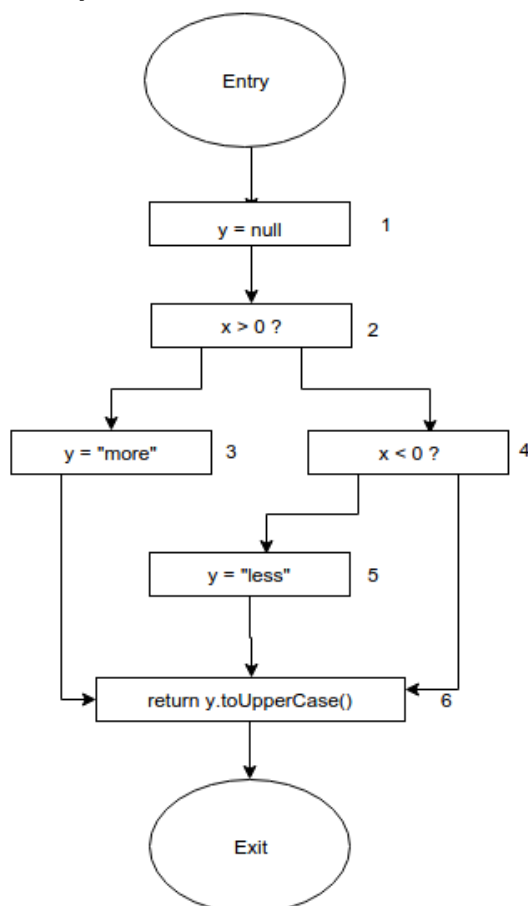 Entry
y = null 1
x > 0 ? 2
y = "more" 3
x < 0 ? 4
y = "less" 5
return y.toUpperCase() 6
Exit